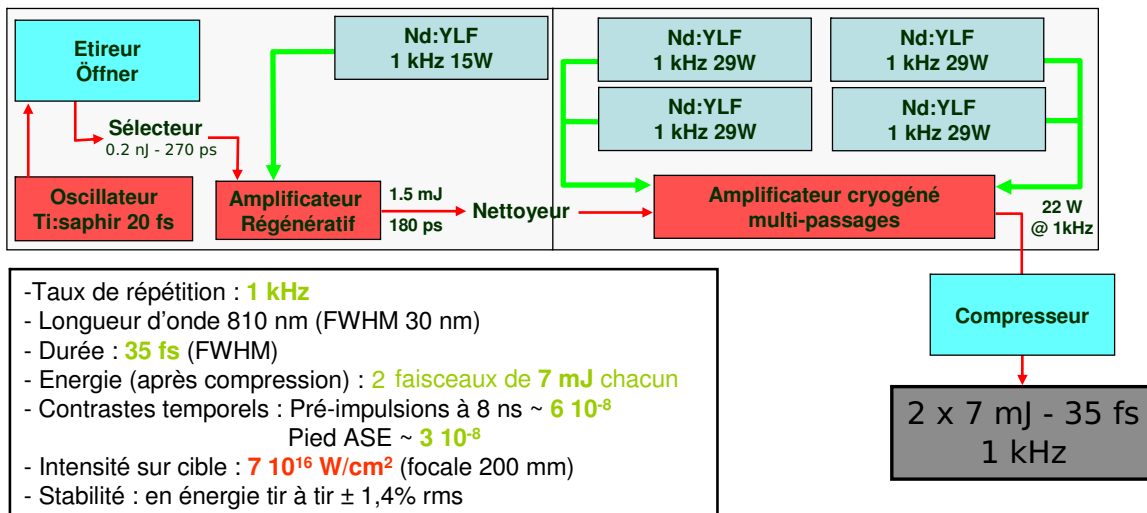 Etireur
Öffner
Nd:YLF
1 kHz 15W
Nd:YLF
1 kHz 29W
Nd:YLF
1 kHz 29W
Nd:YLF
1 kHz 29W
Nd:YLF
1 kHz 29W
Sélecteur
0.2 nJ - 270 ps
Oscillateur
Ti:saphir 20 fs
Amplificateur
Régénératif
1.5 mJ
180 ps
Nettoyeur
Amplificateur cryogéné
multi-passages
22 W
@ 1kHz
Compresseur
2 x 7 mJ - 35 fs
1 kHz
-Taux de répétition : 1 kHz
- Longueur d'onde 810 nm (FWHM 30 nm)
- Durée : 35 fs (FWHM)
- Energie (après compression) : 2 faisceaux de 7 mJ chacun
- Contrastes temporels : Pré-impulsions à 8 ns ~ 6 10⁻⁸
Pied ASE ~ 3 10⁻⁸
- Intensité sur cible : 7 10¹⁶ W/cm² (focale 200 mm)
- Stabilité : en énergie tir à tir ± 1,4% rms